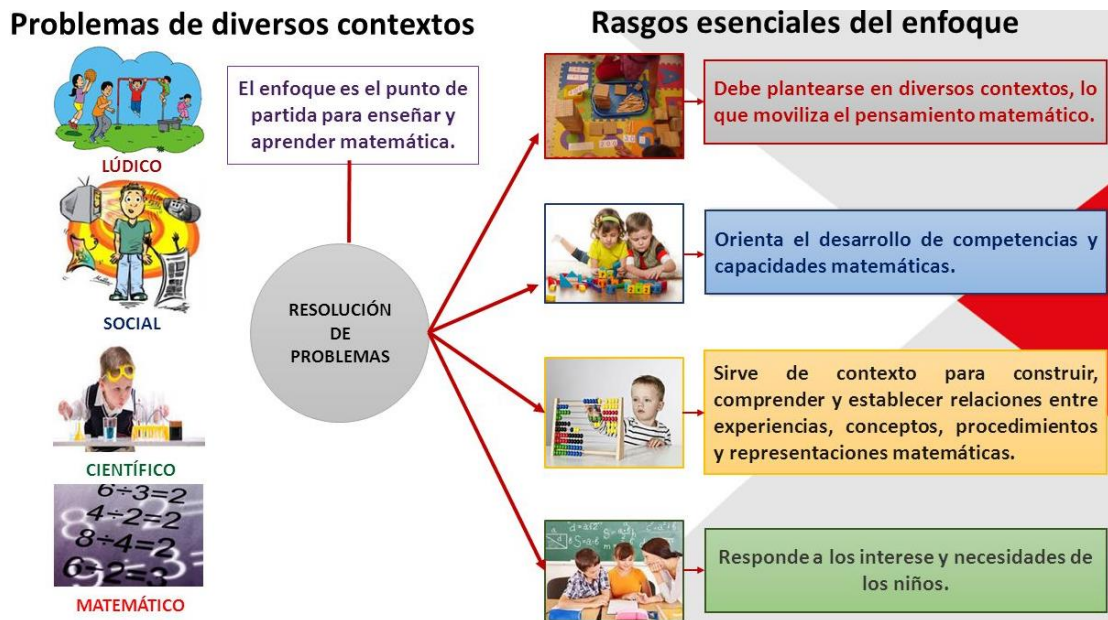 Problemas de diversos contextos
LÚDICO
SOCIAL
CIENTÍFICO
6÷3=2
4÷2=2
8÷4=2
6÷2=3
MATEMÁTICO
El enfoque es el punto de
partida para enseñar y
aprender matemática.
RESOLUCIÓN
DE
PROBLEMAS
Rasgos esenciales del enfoque
Debe plantearse en diversos contextos, lo
que moviliza el pensamiento matemático.
Orienta el desarrollo de competencias y
capacidades matemáticas.
Sirve de contexto para construir,
comprender y establecer relaciones entre
experiencias, conceptos, procedimientos
y representaciones matemáticas.
Responde a los interese y necesidades de
los niños.